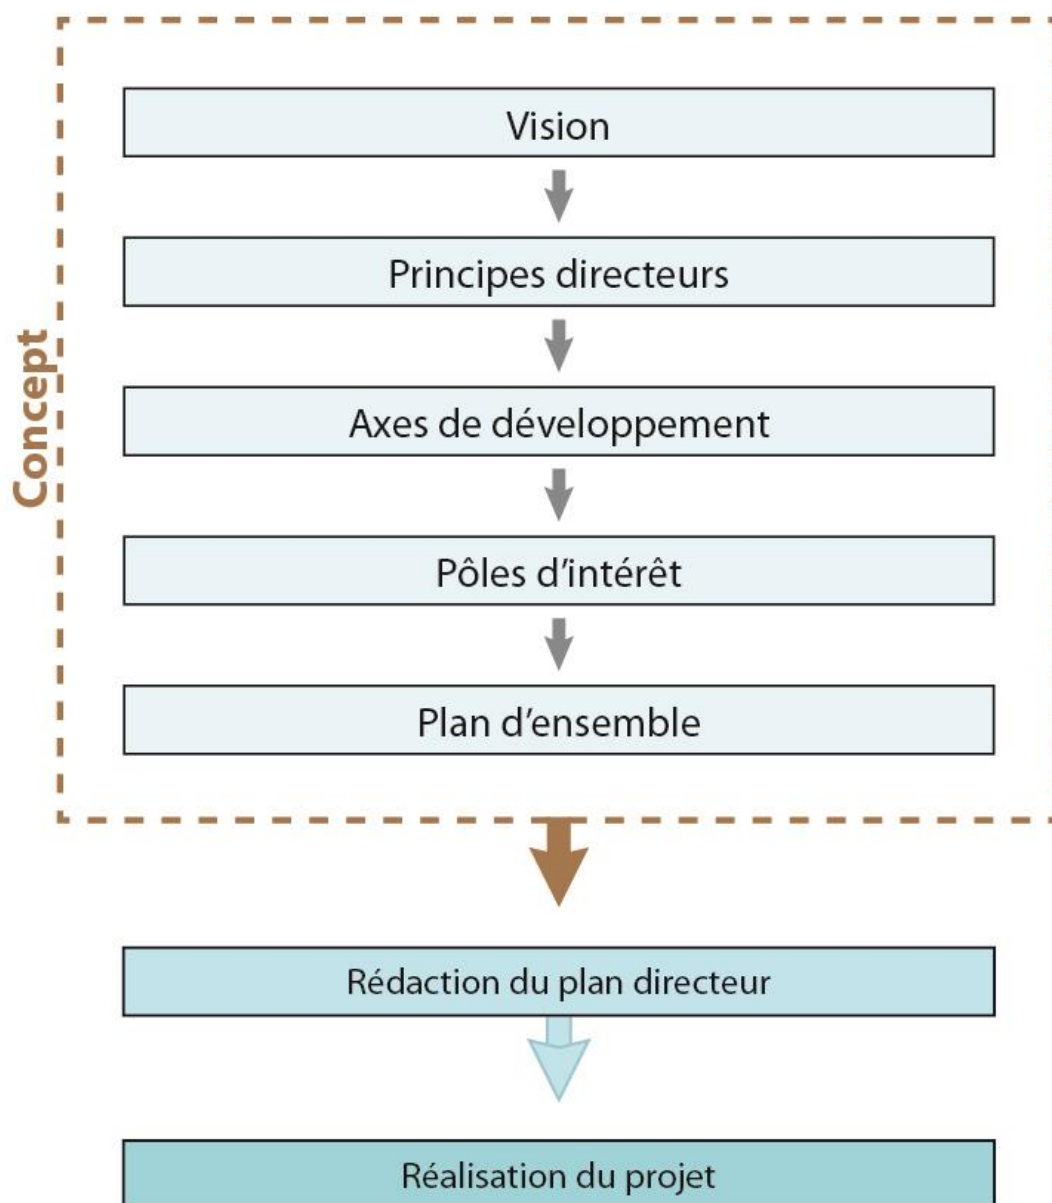 Concept
Vision
Principes directeurs
Axes de développement
Pôles d’intérêt
Plan d’ensemble
Rédaction du plan directeur
Réalisation du projet